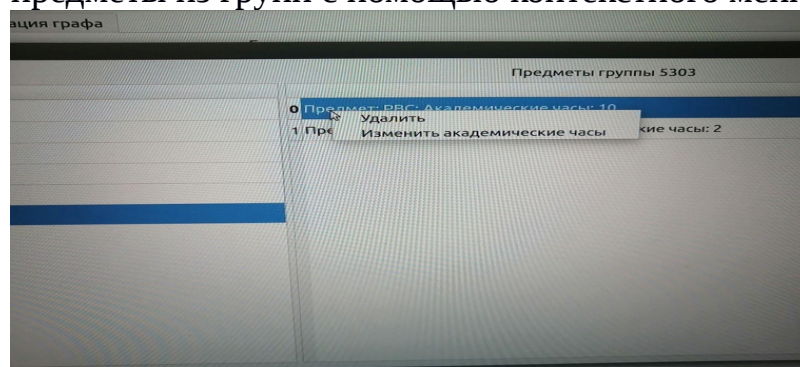 предметы из групп с помощью контекстного мен
ация графа
Предметы группы 5303
0 Предмет: РВС; Академические часы: 10
Удалить
1 Пре кие часы: 2
Изменить академические часы